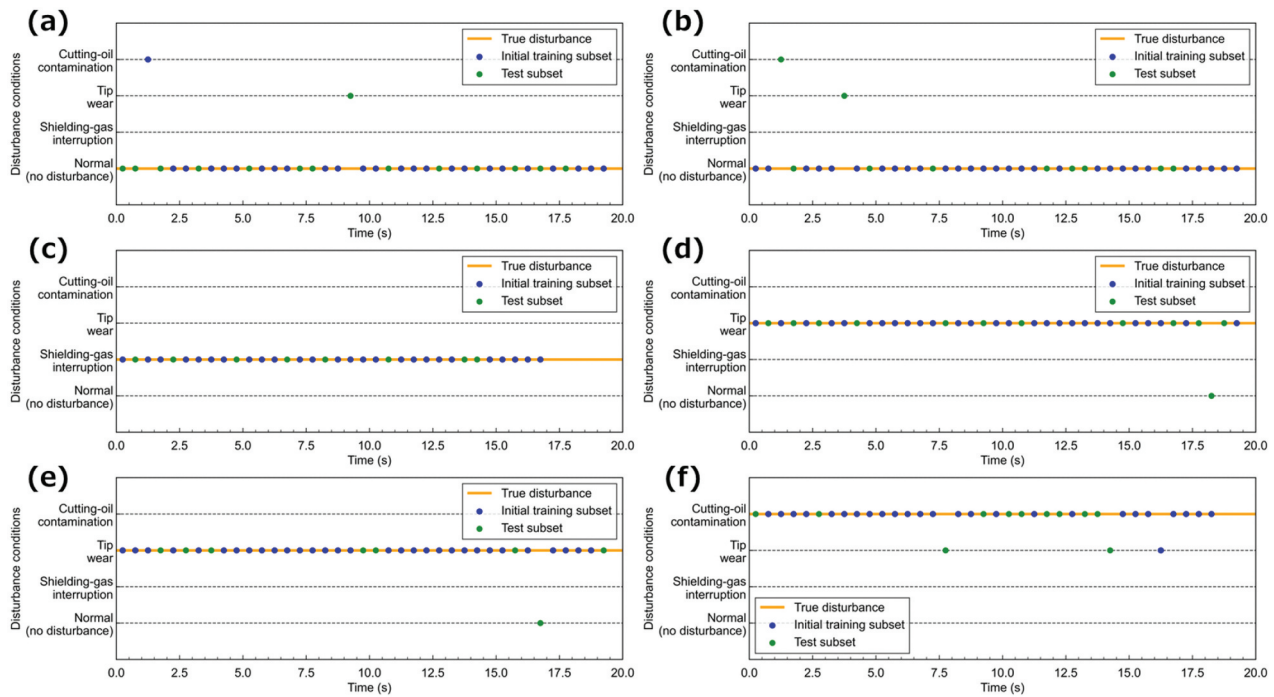 (a)
Disturbance conditions
Cutting-oil
contamination
Tip
wear
Shielding-gas
interruption
Normal
(no disturbance)
True disturbance
Initial training subset
Test subset
0.0 2.5 5.0 7.5 10.0 12.5 15.0 17.5 20.0
Time (s)
(b)
Disturbance conditions
Cutting-oil
contamination
Tip
wear
Shielding-gas
interruption
Normal
(no disturbance)
True disturbance
Initial training subset
Test subset
0.0 2.5 5.0 7.5 10.0 12.5 15.0 17.5 20.0
Time (s)
(c)
Disturbance conditions
Cutting-oil
contamination
Tip
wear
Shielding-gas
interruption
Normal
(no disturbance)
True disturbance
Initial training subset
Test subset
0.0 2.5 5.0 7.5 10.0 12.5 15.0 17.5 20.0
Time (s)
(d)
Disturbance conditions
Cutting-oil
contamination
Tip
wear
Shielding-gas
interruption
Normal
(no disturbance)
True disturbance
Initial training subset
Test subset
0.0 2.5 5.0 7.5 10.0 12.5 15.0 17.5 20.0
Time (s)
(e)
Disturbance conditions
Cutting-oil
contamination
Tip
wear
Shielding-gas
interruption
Normal
(no disturbance)
True disturbance
Initial training subset
Test subset
0.0 2.5 5.0 7.5 10.0 12.5 15.0 17.5 20.0
Time (s)
(f)
Disturbance conditions
Cutting-oil
contamination
Tip
wear
Shielding-gas
interruption
Normal
(no disturbance)
True disturbance
Initial training subset
Test subset
0.0 2.5 5.0 7.5 10.0 12.5 15.0 17.5 20.0
Time (s)